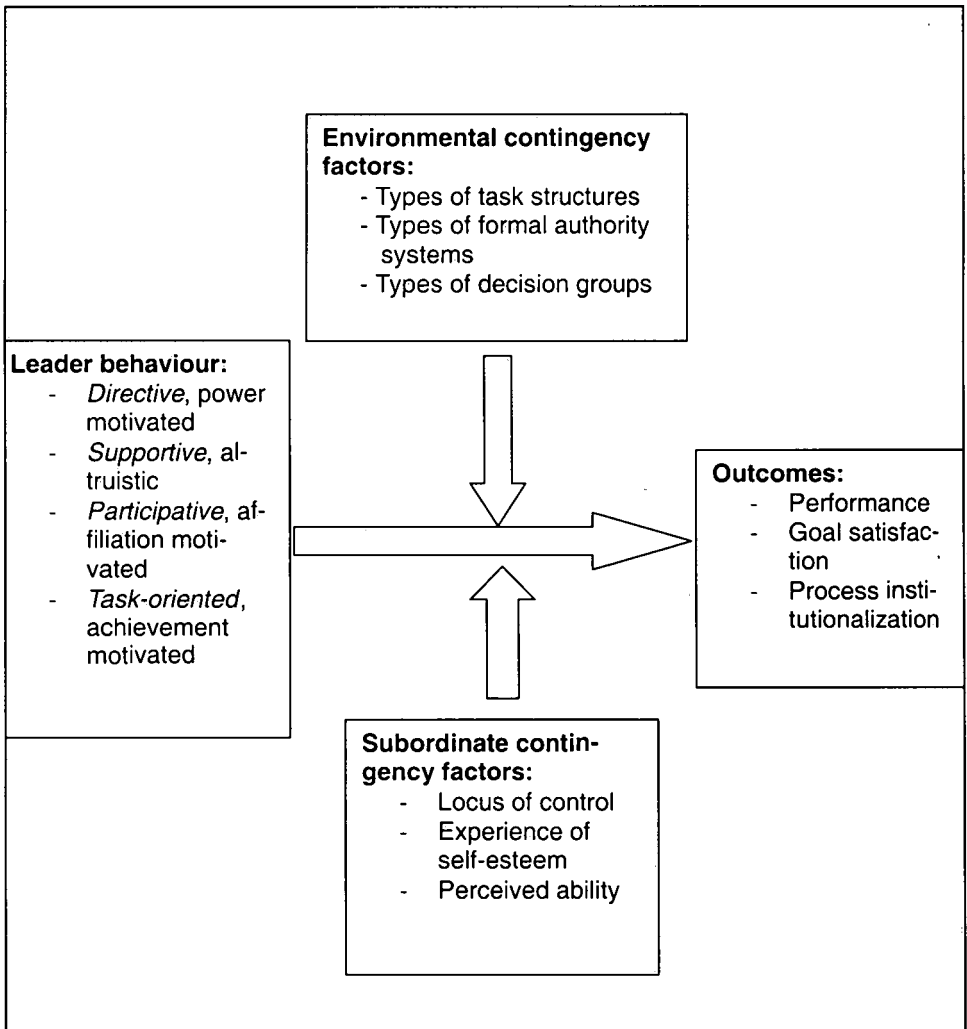 Environmental contingency
factors:
- Types of task structures
- Types of formal authority
systems
- Types of decision groups
Leader behaviour:
- Directive, power
motivated
- Supportive, al-
truistic
- Participative, af-
filiation moti-
vated
- Task-oriented,
achievement
motivated
Outcomes:
- Performance
- Goal satisfac-
tion
- Process insti-
tutionalization
Subordinate contin-
gency factors:
- Locus of control
- Experience of
self-esteem
- Perceived ability